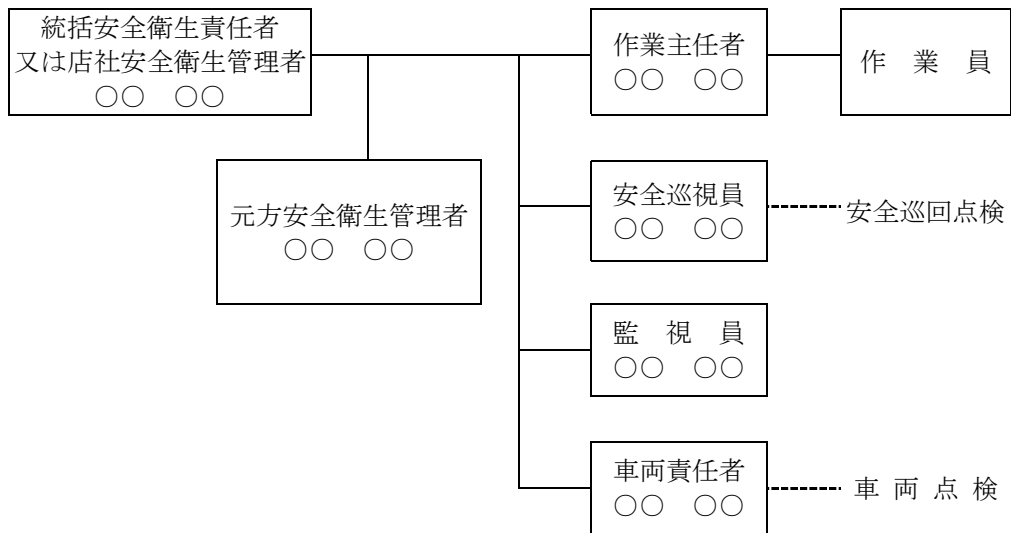 統括安全衛生責任者
又は店社安全衛生管理者
○○ ○○
作業主任者
○○ ○○
作 業 員
元方安全衛生管理者
○○ ○○
安全巡視員
○○ ○○
安全巡回点検
監 視 員
○○ ○○
車両責任者
○○ ○○
車 両 点 検